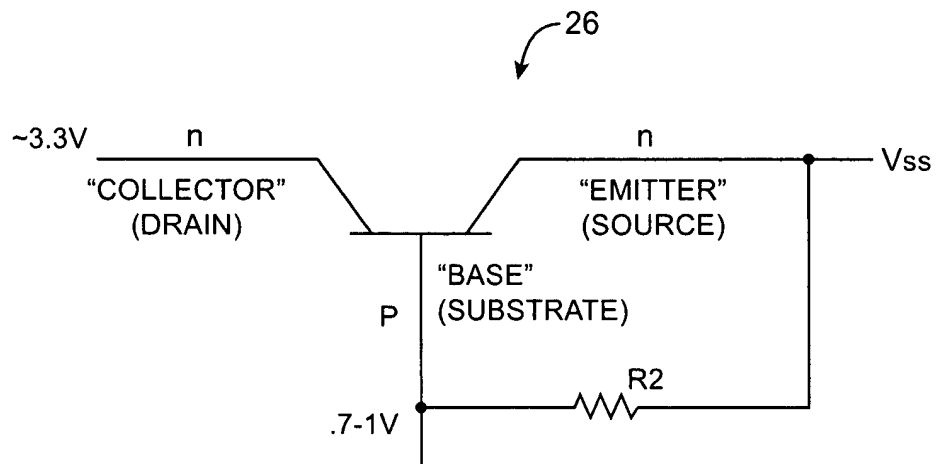 26
~3.3V
n
n
Vss
“COLLECTOR”
(DRAIN)
“EMITTER”
(SOURCE)
“BASE”
(SUBSTRATE)
P
R2
.7-1V